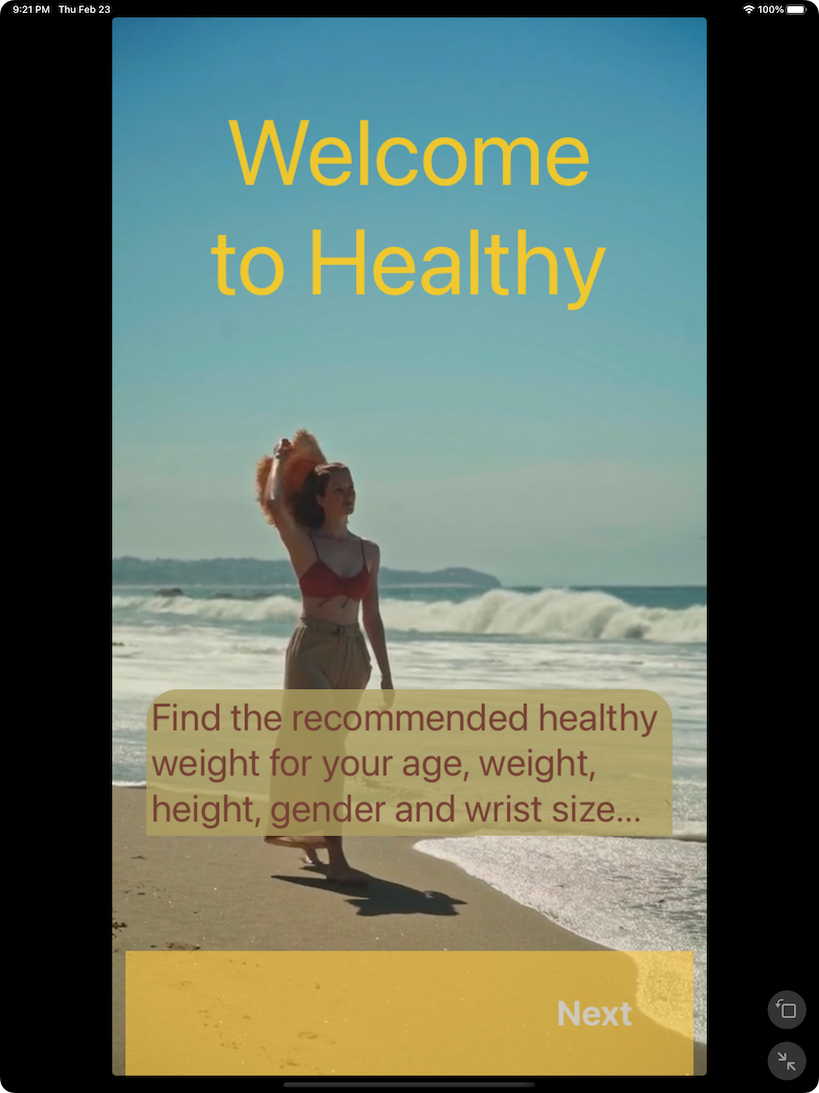 9:21 PM Thu Feb 23
100%
Welcome
to Healthy
Find the recommended healthy
weight for your age, weight,
height, gender and wrist size...
Next